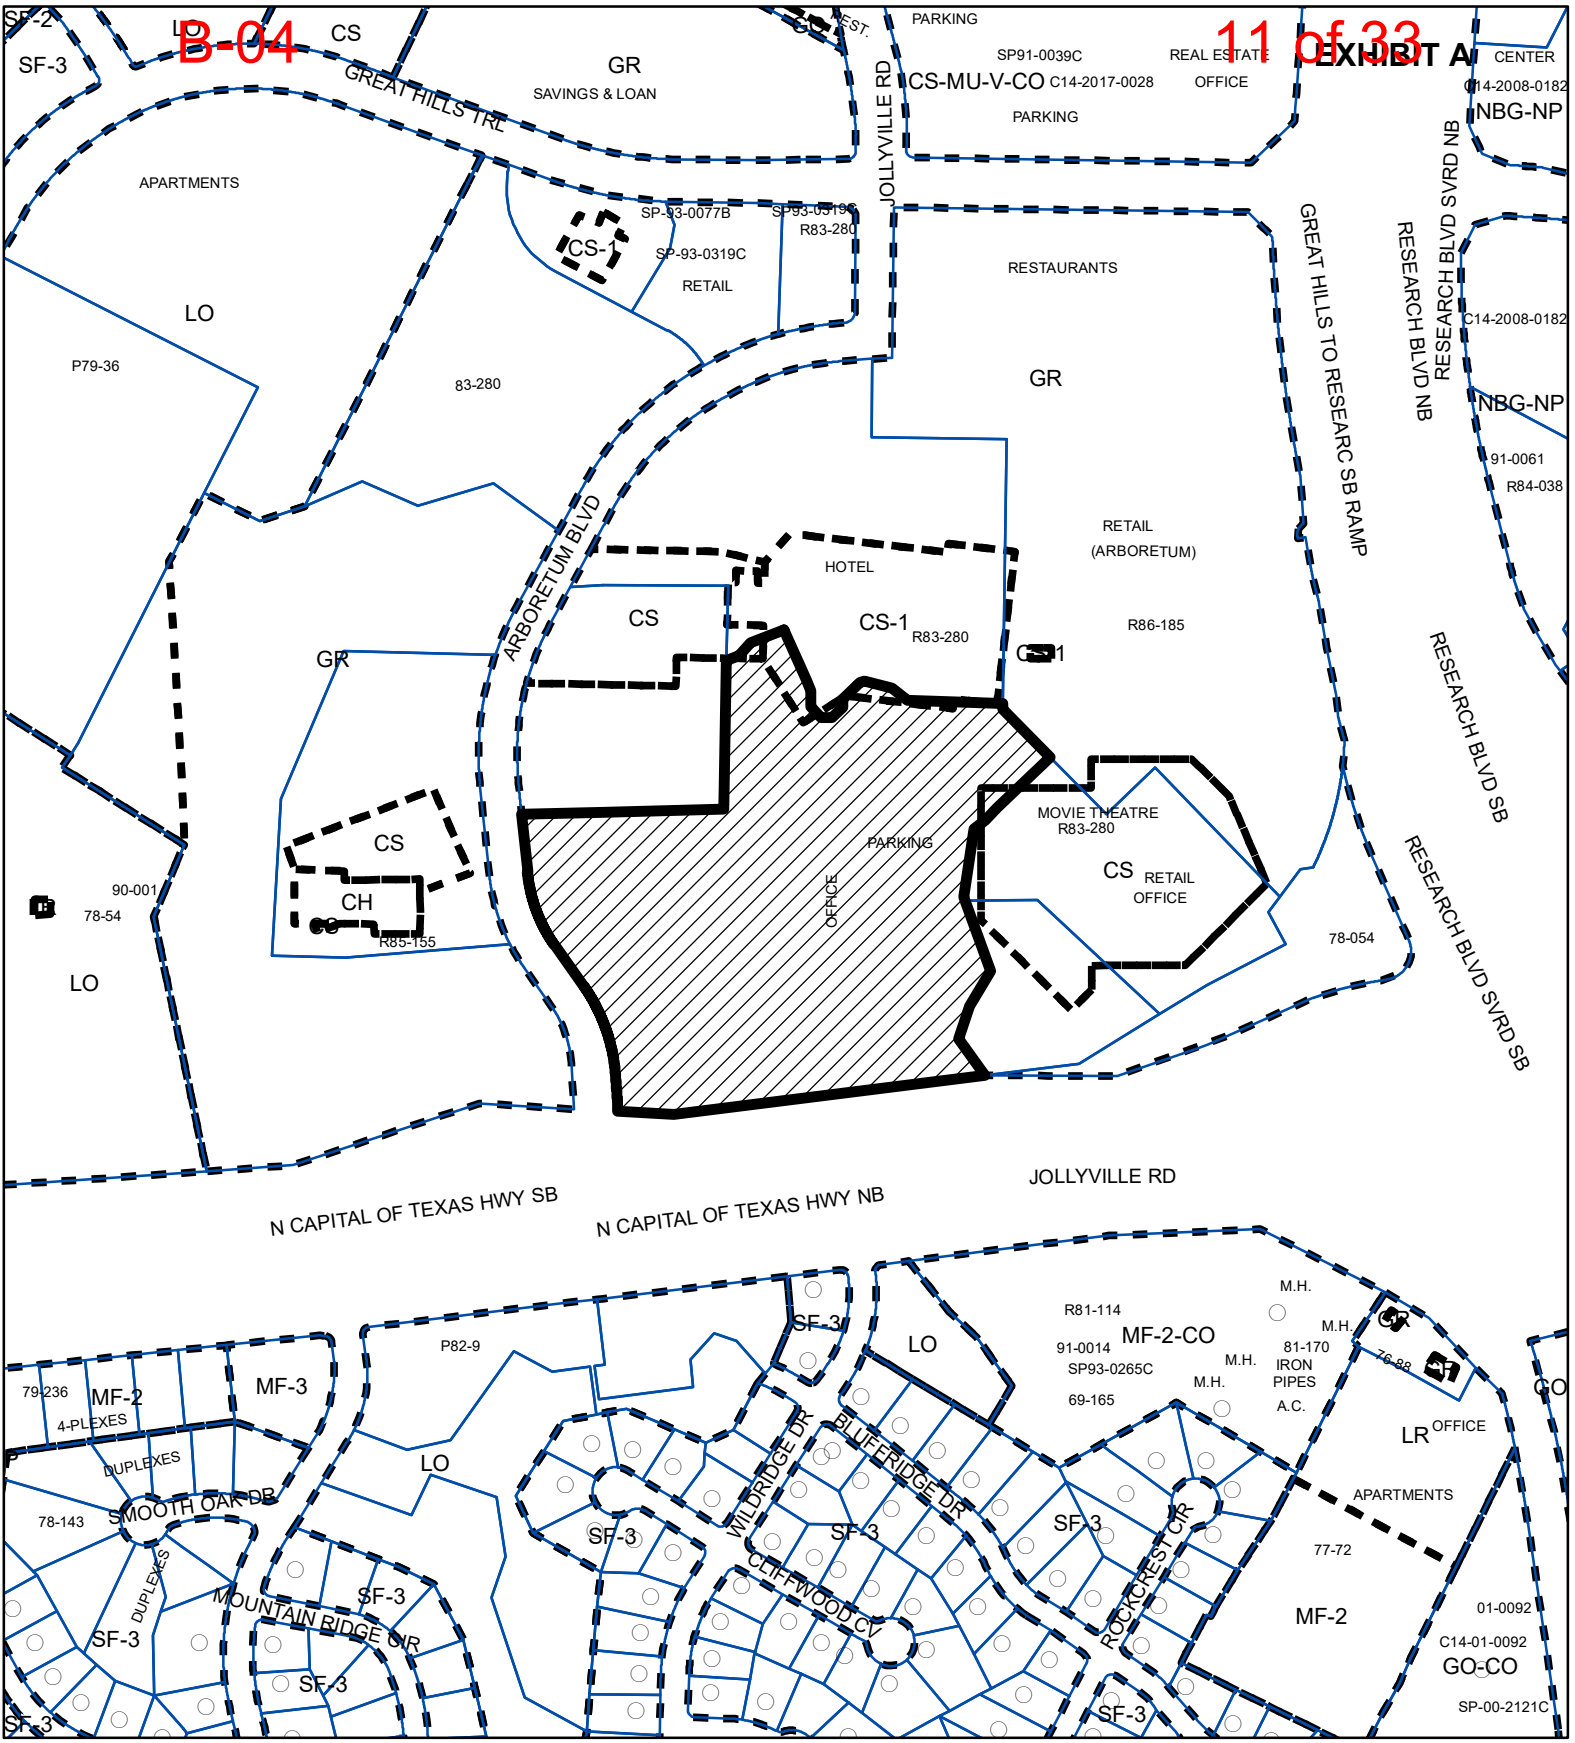 B-04
11 of 33
EXHIBIT A
SF-2
LO
CS
SF-3
GREAT HILLS TRL
GR
SAVINGS & LOAN
REST.
PARKING
JOLLYVILLE RD
SP91-0039C
CS-MU-V-CO
C14-2017-0028
PARKING
REAL ESTATE
OFFICE
CENTER
C14-2008-0182
NBG-NP
APARTMENTS
LO
P79-36
CS-1
SP-93-0077B
SP-93-0319C
RETAIL
SP93-0319C
R83-280
83-280
RESTAURANTS
GR
GREAT HILLS TO RESEARC SB RAMP
RESEARCH BLVD NB
RESEARCH BLVD SVRD NB
C14-2008-0182
NBG-NP
91-0061
R84-038
ARBORETUM BLVD
HOTEL
CS
CS-1
R83-280
RETAIL
(ARBORETUM)
R86-185
CS-1
GR
RESEARCH BLVD SB
CS
CH
CS
R85-155
90-001
78-54
LO
PARKING
OFFICE
MOVIE THEATRE
R83-280
CS
RETAIL
OFFICE
78-054
RESEARCH BLVD SVRD SB
N CAPITAL OF TEXAS HWY SB
N CAPITAL OF TEXAS HWY NB
JOLLYVILLE RD
SF-3
LO
P82-9
R81-114
91-0014
MF-2-CO
SP93-0265C
69-165
M.H.
M.H.
M.H.
M.H.
81-170
IRON
PIPES
A.C.
76-88
GO
79-236
MF-2
4-PLEXES
MF-3
DUPLEXES
LO
WILDRIDGE DR
BLUFFRIDGE DR
LR
OFFICE
SMOOTH OAK DR
78-143
DUPLEXES
SF-3
SF-3
SF-3
ROCKCREST CIR
APARTMENTS
77-72
CLIFFWOOD CV
MOUNTAIN RIDGE CIR
SF-3
SF-3
SF-3
MF-2
01-0092
C14-01-0092
GO-CO
SP-00-2121C
SF-3
SF-3